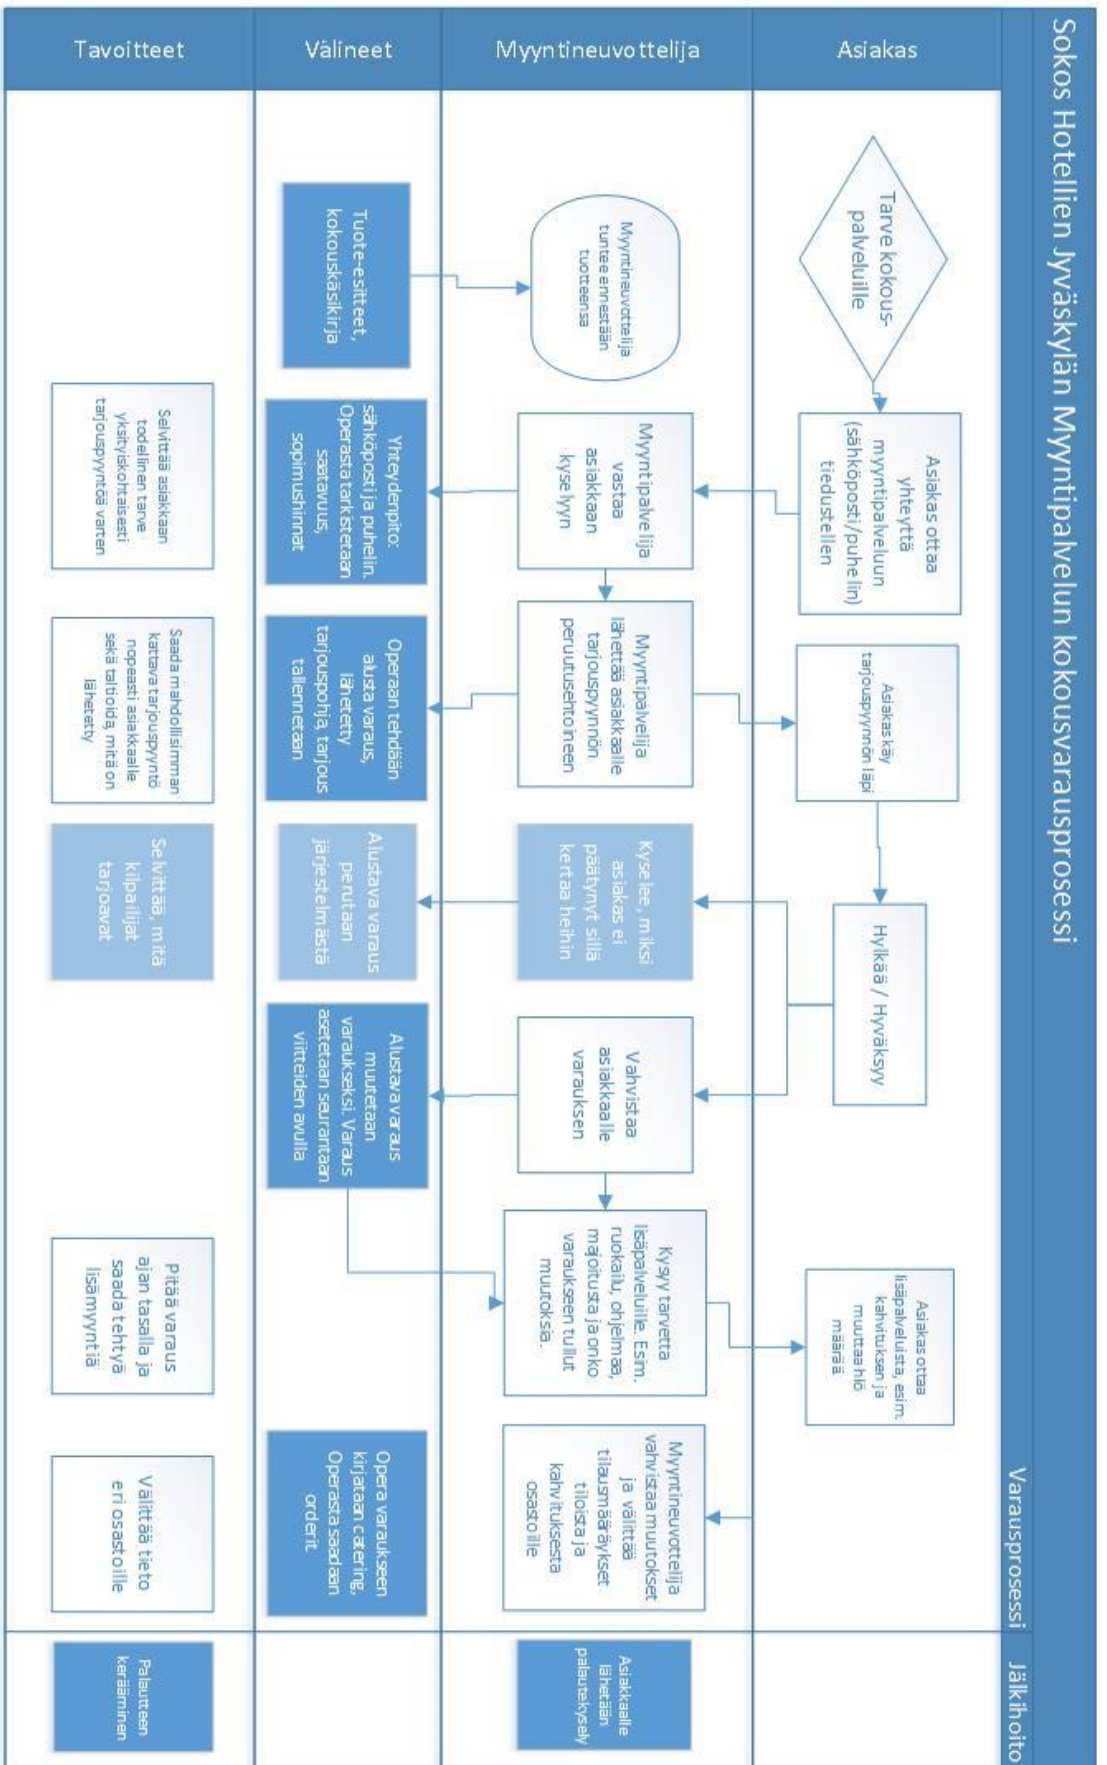 Sokos Hotellien Jyväskylän Myyntipalvelun kokousvarausprosessi
Varausprosessi
Jälkihoito
Asiakas
Tarve kokous-
palveluille
Asiakas ottaa
yhteyttä
myyntipalveluun
(sähköposti/puhelin)
tiedustellen
Asiakas käy
tarjouspyynnön läpi
Hylkää / Hyväksyy
Asiakas ottaa
lisäpalveluista, esim.
kahvituksen ja
muuttaa hlö
määrää.
Myyntineuvottelija
Myyntineuvottelija
tuntee ennestään
tuotteensa
Myyntipalvelija
vastaa
asiakkaan
kyselyyn
Myyntipalvelija
lähettää asiakkaalle
tarjouspyynnön
peruutusehtoineen
Kyselee, miksi
asiakas ei
päätynyt sillä
kertaa heihin
Vahvistaa
asiakkaalle
varauksen
Kysyy tarvetta
lisäpalveluille. Esim.
ruokailu, ohjelmaa,
majoitusta ja onko
varaukseen tullut
muutoksia.
Myyntineuvottelija
vahvistaa muutokset
ja välittää
tilausmääräykset
tiloista ja
kahvituksesta
osastoille
Asiakkaalle
lähetään
palautekysely
Välineet
Tuote-esitteet,
kokouskäsikirja
Yhteydenpito:
sähköposti ja puhelin.
Operasta tarkistetaan
saatavuus,
sopimushinnat
Operaan tehdään
alusta varaus,
lähetetty
tarjouspohja, tarjous
tallennetaan
Alustava varaus
perutaan
järjestelmästä
Alustava varaus
muutetaan
varaukseksi. Varaus
asetetaan seurantaan
viitteiden avulla
Opera varaukseen
kirjataan catering,
Operasta saadaan
orderit
Tavoitteet
Selvittää asiakkaan
todellinen tarve
yksityiskohtaisesti
tarjouspyyntöä varten
Saada mahdollisimman
kattava tarjouspyyntö
nopeasti asiakkaalle
sekä taltioida, mitä on
lähetetty
Selvittää, mitä
kilpailijat
tarjoavat
Pitää varaus
ajan tasalla ja
saada tehtyä
lisämyyntiä
Välittää tieto
eri osastoille
Palautteen
kerääminen